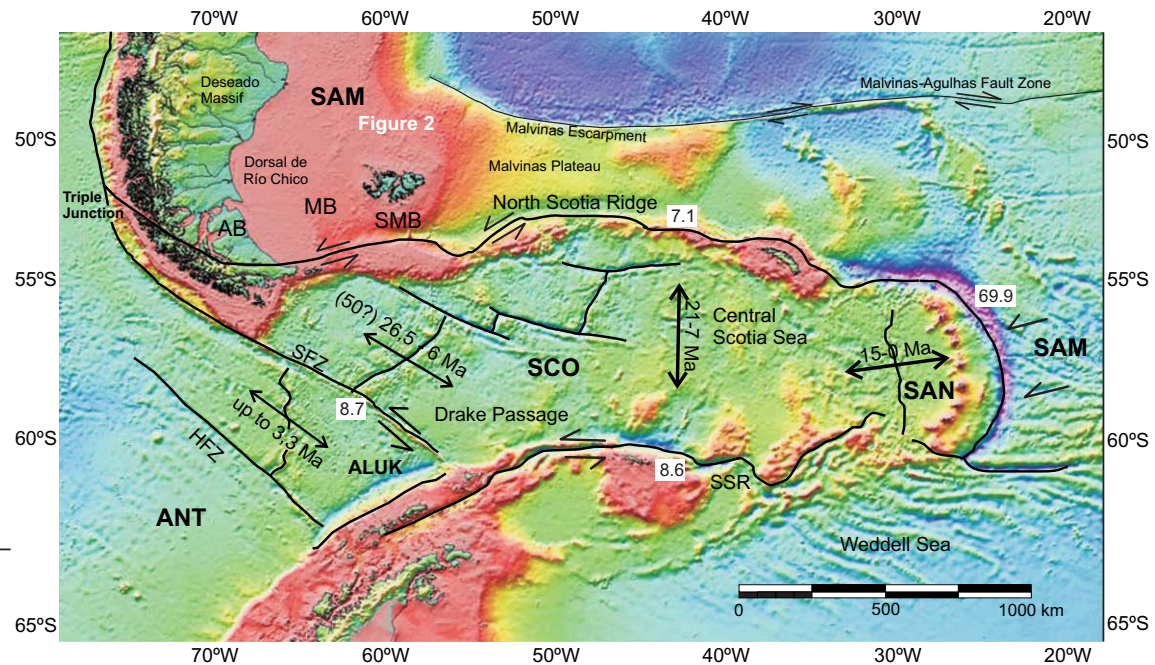 70ºW 60ºW 50ºW 40ºW 30ºW 20ºW
Deseado
Massif
SAM
Figure 2
Malvinas-Agulhas Fault Zone
50ºS
50ºS
Malvinas Escarpment
Malvinas Plateau
Dorsal de
Río Chico
Triple
Junction
MB
SMB
AB
North Scotia Ridge
7.1
55ºS
55ºS
69.9
(50?) 26,5 - 6 Ma
21-7 Ma
Central
Scotia Sea
SAM
SFZ
SCO
15-0 Ma
SAN
8.7
up to 3.3 Ma
Drake Passage
60ºS
60ºS
HFZ
ALUK
8.6
SSR
ANT
Weddell Sea
0 500 1000 km
65ºS
65ºS
70ºW 60ºW 50ºW 40ºW 30ºW 20ºW